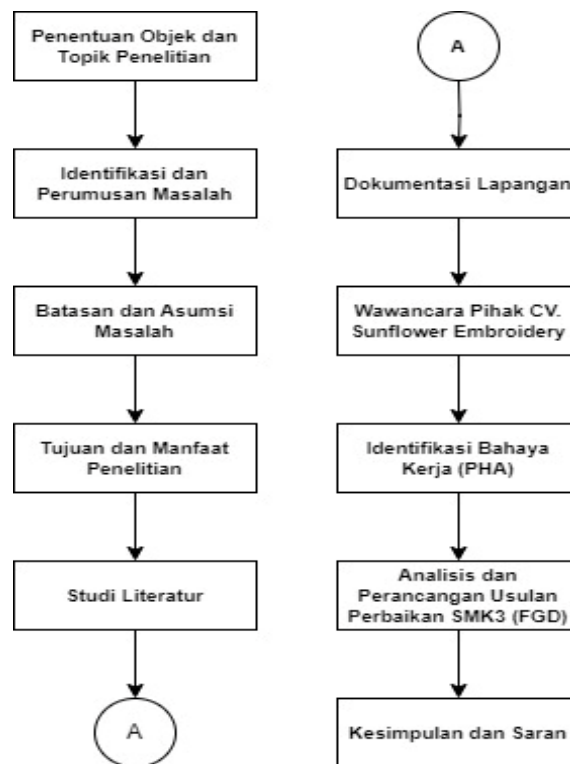 Penentuan Objek dan
Topik Penelitian
Identifikasi dan
Perumusan Masalah
Batasan dan Asumsi
Masalah
Tujuan dan Manfaat
Penelitian
Studi Literatur
A
A
Dokumentasi Lapangan
Wawancara Pihak CV.
Sunflower Embroidery
Identifikasi Bahaya
Kerja (PHA)
Analisis dan
Perancangan Usulan
Perbaikan SMK3 (FGD)
Kesimpulan dan Saran